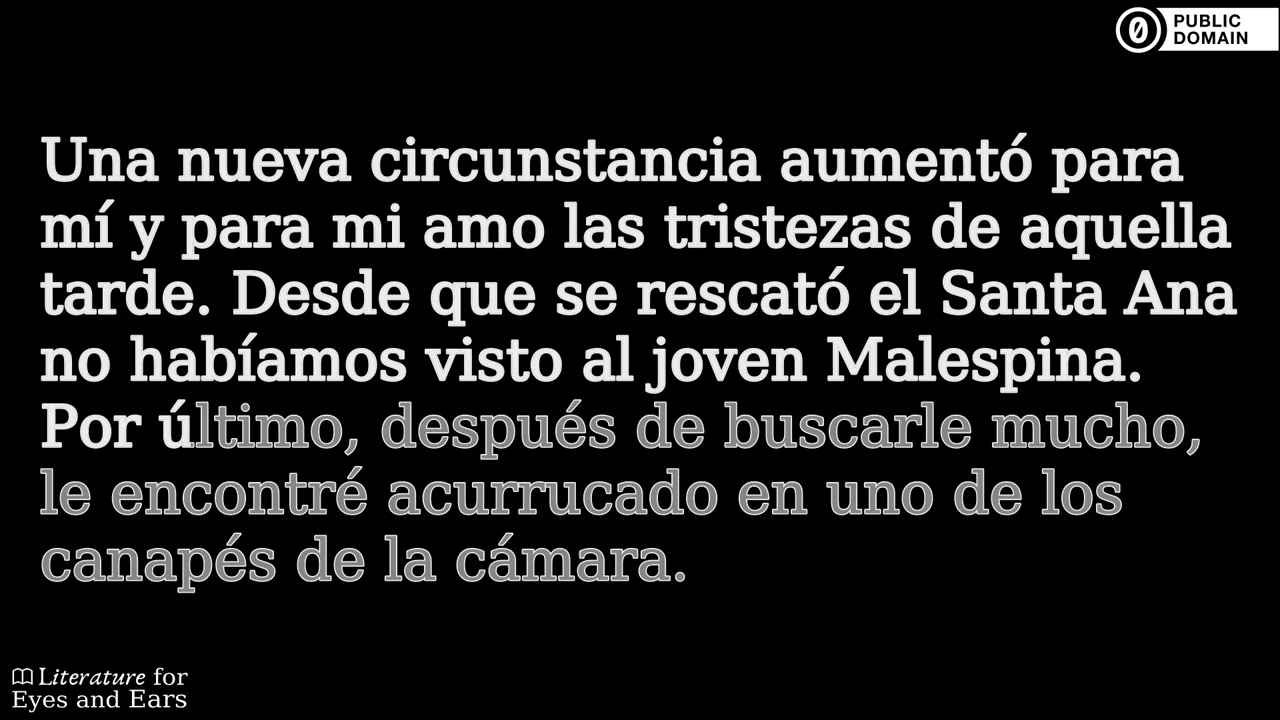 PUBLIC
DOMAIN
Una nueva circunstancia aumentó para
mí y para mi amo las tristezas de aquella
tarde. Desde que se rescató el Santa Ana
no habíamos visto al joven Malespina.
Por último, después de buscarle mucho,
le encontré acurrucado en uno de los
canapés de la cámara.
Literature for
Eyes and Ears